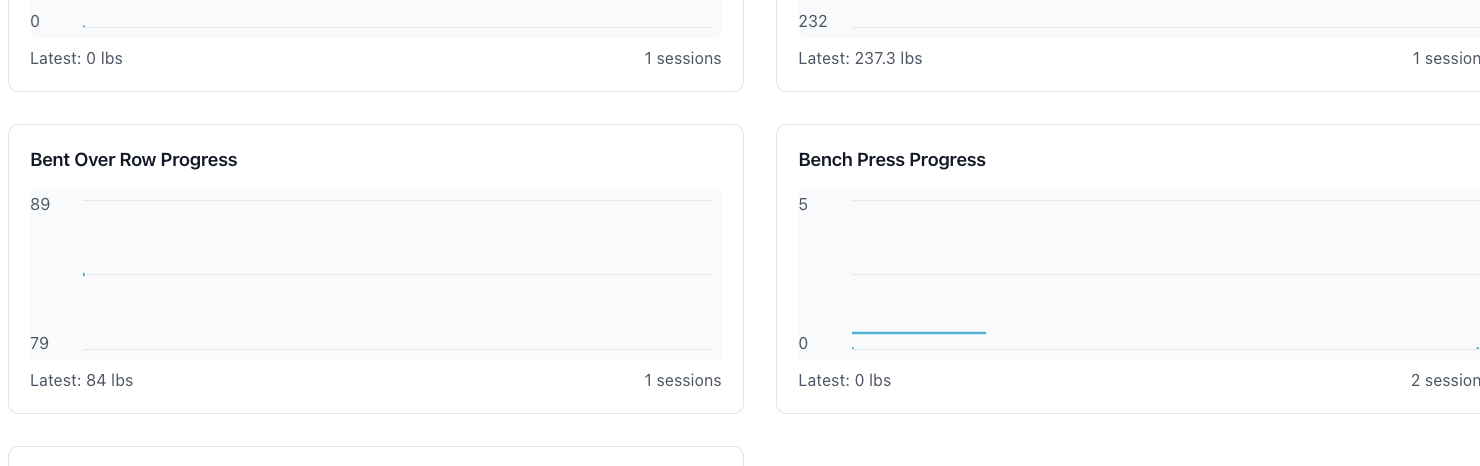 0
Latest: 0 lbs
1 sessions
232
Latest: 237.3 lbs
1 session
Bent Over Row Progress
89
79
Latest: 84 lbs
1 sessions
Bench Press Progress
5
0
Latest: 0 lbs
2 session